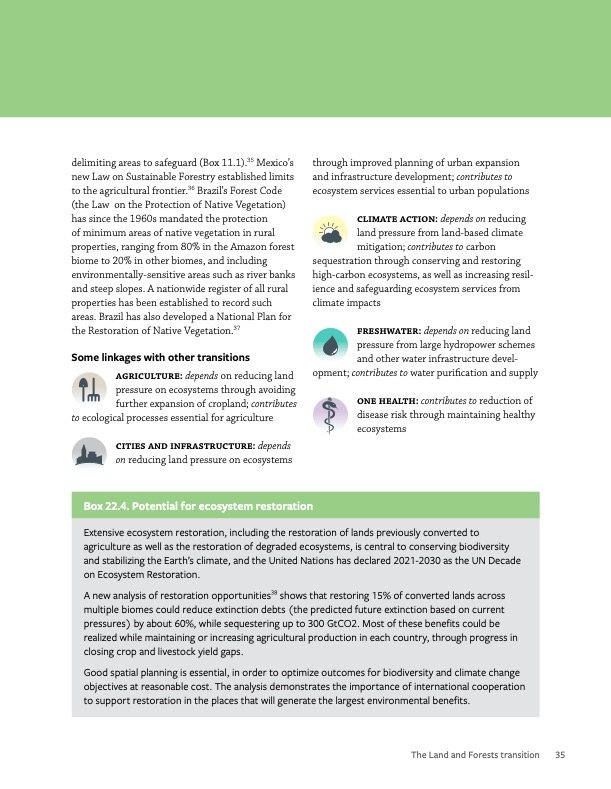 delimiting areas to safeguard (Box 11.1).35 Mexico's
new Law on Sustainable Forestry established limits
to the agricultural frontier.36 Brazil's Forest Code
(the Law on the Protection of Native Vegetation)
has since the 1960s mandated the protection
of minimum areas of native vegetation in rural
properties, ranging from 80% in the Amazon forest
biome to 20% in other biomes, and including
environmentally-sensitive areas such as river banks
and steep slopes. A nationwide register of all rural
properties has been established to record such
areas. Brazil has also developed a National Plan for
the Restoration of Native Vegetation.37
Some linkages with other transitions
AGRICULTURE: depends on reducing land
pressure on ecosystems through avoiding
further expansion of cropland; contributes
to ecological processes essential for agriculture
CITIES AND INFRASTRUCTURE: depends
on reducing land pressure on ecosystems
through improved planning of urban expansion
and infrastructure development; contributes to
ecosystem services essential to urban populations
CLIMATE ACTION: depends on reducing
land pressure from land-based climate
mitigation; contributes to carbon
sequestration through conserving and restoring
high-carbon ecosystems, as well as increasing resil-
ience and safeguarding ecosystem services from
climate impacts
FRESHWATER: depends on reducing land
pressure from large hydropower schemes
and other water infrastructure devel-
opment; contributes to water purification and supply
ONE HEALTH: contributes to reduction of
disease risk through maintaining healthy
ecosystems
Box 22.4. Potential for ecosystem restoration
Extensive ecosystem restoration, including the restoration of lands previously converted to
agriculture as well as the restoration of degraded ecosystems, is central to conserving biodiversity
and stabilizing the Earth's climate, and the United Nations has declared 2021-2030 as the UN Decade
on Ecosystem Restoration.
A new analysis of restoration opportunities38 shows that restoring 15% of converted lands across
multiple biomes could reduce extinction debts (the predicted future extinction based on current
pressures) by about 60%, while sequestering up to 300 GtCO2. Most of these benefits could be
realized while maintaining or increasing agricultural production in each country, through progress in
closing crop and livestock yield gaps.
Good spatial planning is essential, in order to optimize outcomes for biodiversity and climate change
objectives at reasonable cost. The analysis demonstrates the importance of international cooperation
to support restoration in the places that will generate the largest environmental benefits.
The Land and Forests transition 35